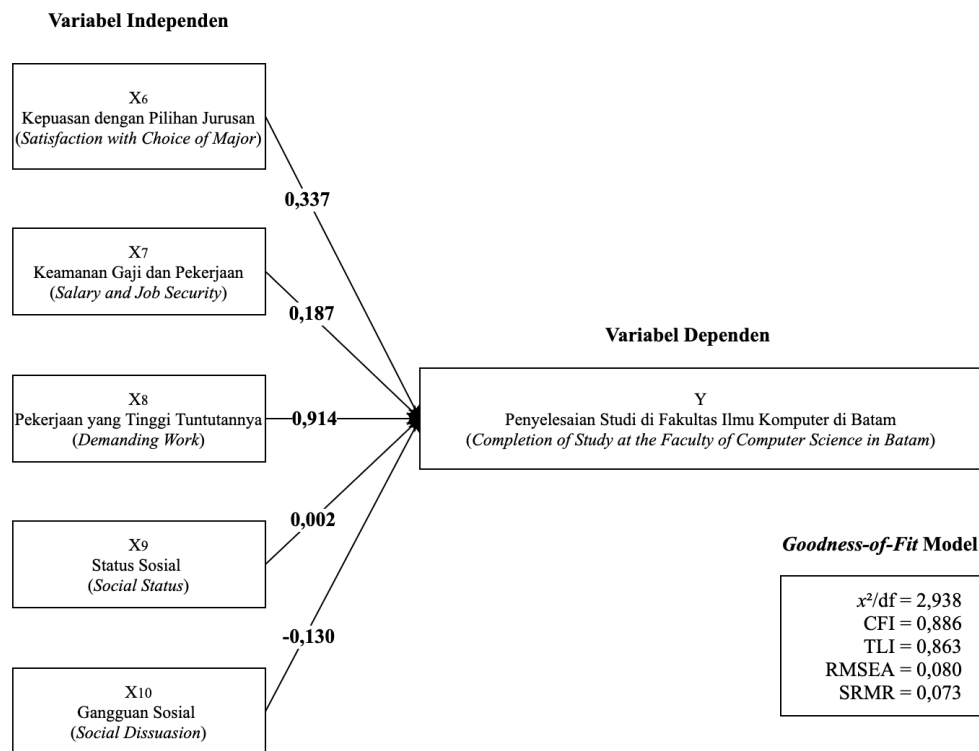 Variabel Independen
X6
Kepuasan dengan Pilihan Jurusan
(Satisfaction with Choice of Major)
0,337
X7
Keamanan Gaji dan Pekerjaan
(Salary and Job Security)
0,187
Variabel Dependen
X8
Pekerjaan yang Tinggi Tuntutannya
(Demanding Work)
0,914
Y
Penyelesaian Studi di Fakultas Ilmu Komputer di Batam
(Completion of Study at the Faculty of Computer Science in Batam)
0,002
X9
Status Sosial
(Social Status)
-0,130
X10
Gangguan Sosial
(Social Dissuasion)
Goodness-of-Fit Model
x²/df = 2,938
CFI = 0,886
TLI = 0,863
RMSEA = 0,080
SRMR = 0,073